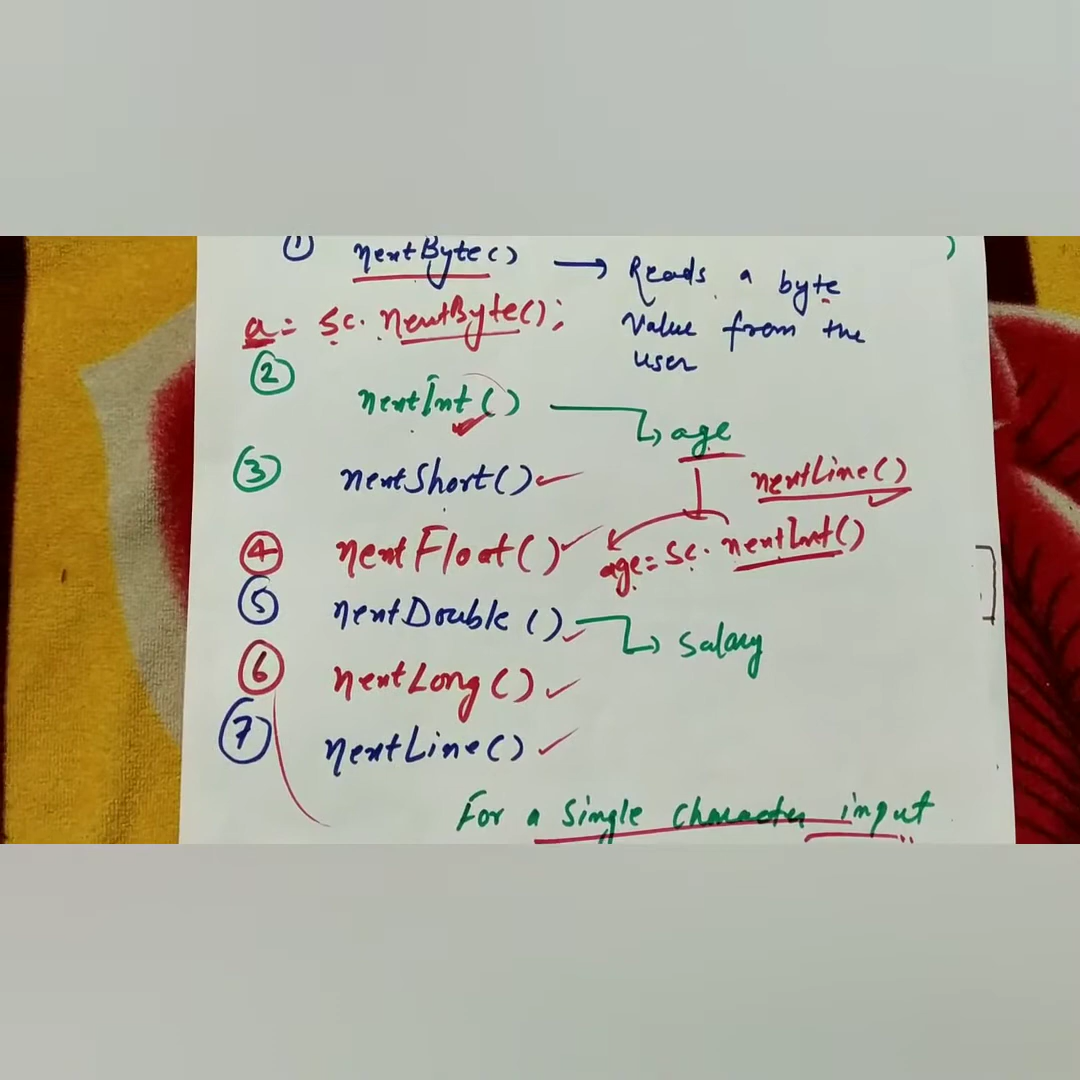 ① nextByte() → Reads a byte
value from the
user
a = sc. nextByte();
② nextInt() → age
③ nextShort() ✓
nextLine()
④ nextFloat() ✓
age = sc. nextInt()
⑤ nextDouble() → salary
⑥ nextLong() ✓
⑦ nextLine() ✓
For a single character input